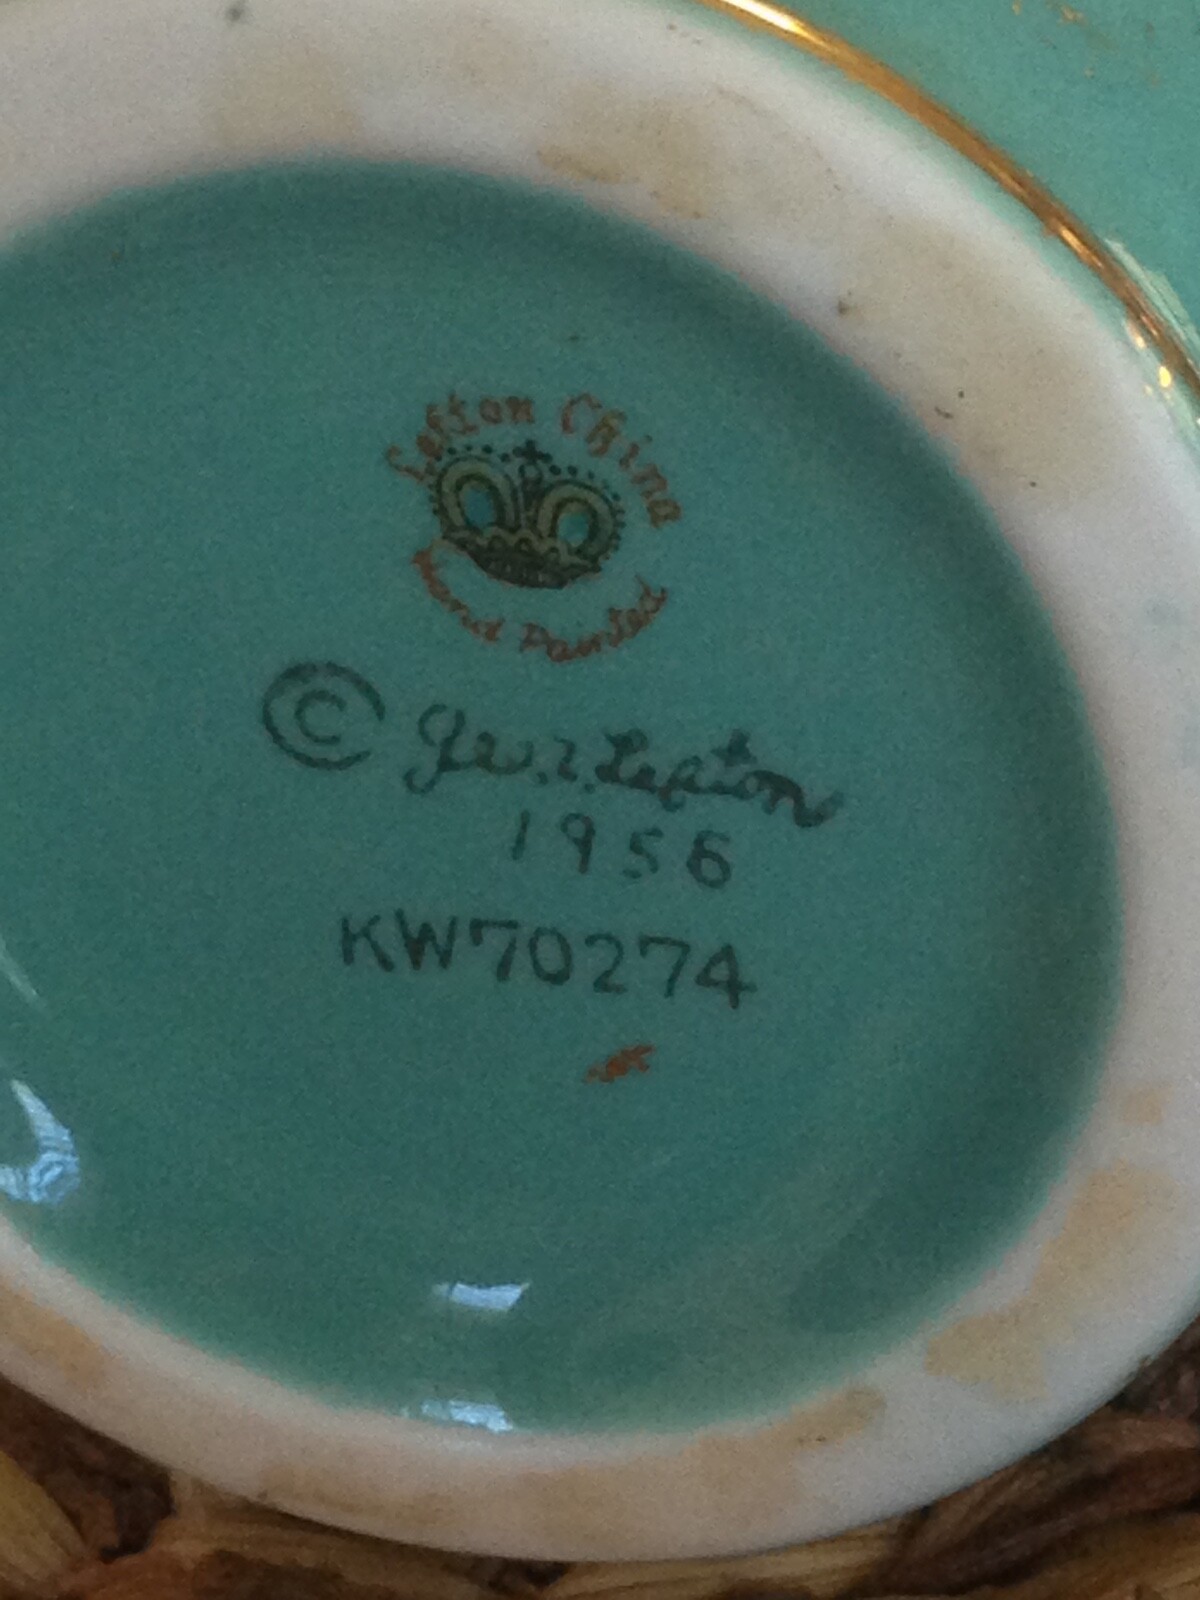 Lefton China
Hand Painted
© Geo. Z. Lefton
1956
KW70274